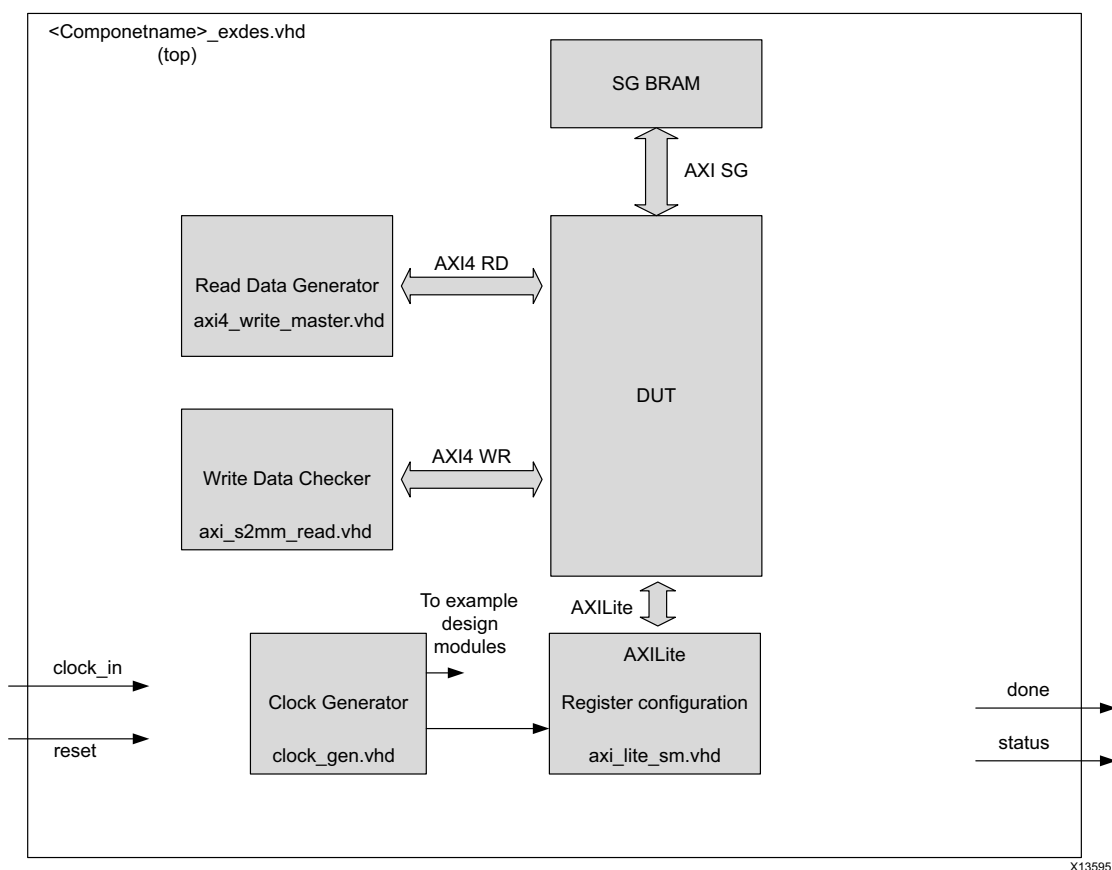 <Componetname>_exdes.vhd
(top)
SG BRAM
AXI SG
AXI4 RD
Read Data Generator
axi4_write_master.vhd
DUT
AXI4 WR
Write Data Checker
axi_s2mm_read.vhd
To example
design
modules
AXILite
AXILite
clock_in
Clock Generator
Register configuration
done
reset
clock_gen.vhd
axi_lite_sm.vhd
status
X13595